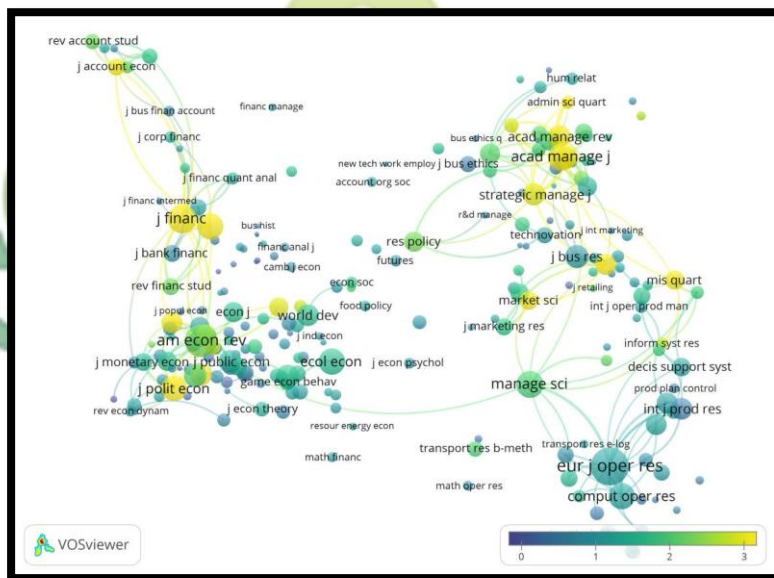 rev account stud
j account econ
j bus finan account
financ manage
j corp financ
j financ quant anal
j financ intermed
j financ
bus hist
j bank financ
financ anal j
camb j econ
rev financ stud
j popul econ
econ j
world dev
econ soc
food policy
am econ rev
j ind econ
j monetary econ
j public econ
ecol econ
game econ behav
j polit econ
rev econ dynam
j econ theory
resour energy econ
math financ
j econ psychol
hum relat
admin sci quart
bus ethics q
acad manage rev
new tech work employ
j bus ethics
acad manage j
account org soc
strategic manage j
r&d manage
res policy
technovation
j int marketing
futures
j bus res
j retailing
mis quart
market sci
int j oper prod man
j marketing res
inform syst res
manage sci
decis support syst
prod plan control
int j prod res
transport res b-meth
transport res e-log
eur j oper res
math oper res
comput oper res
VOSviewer
0 1 2 3